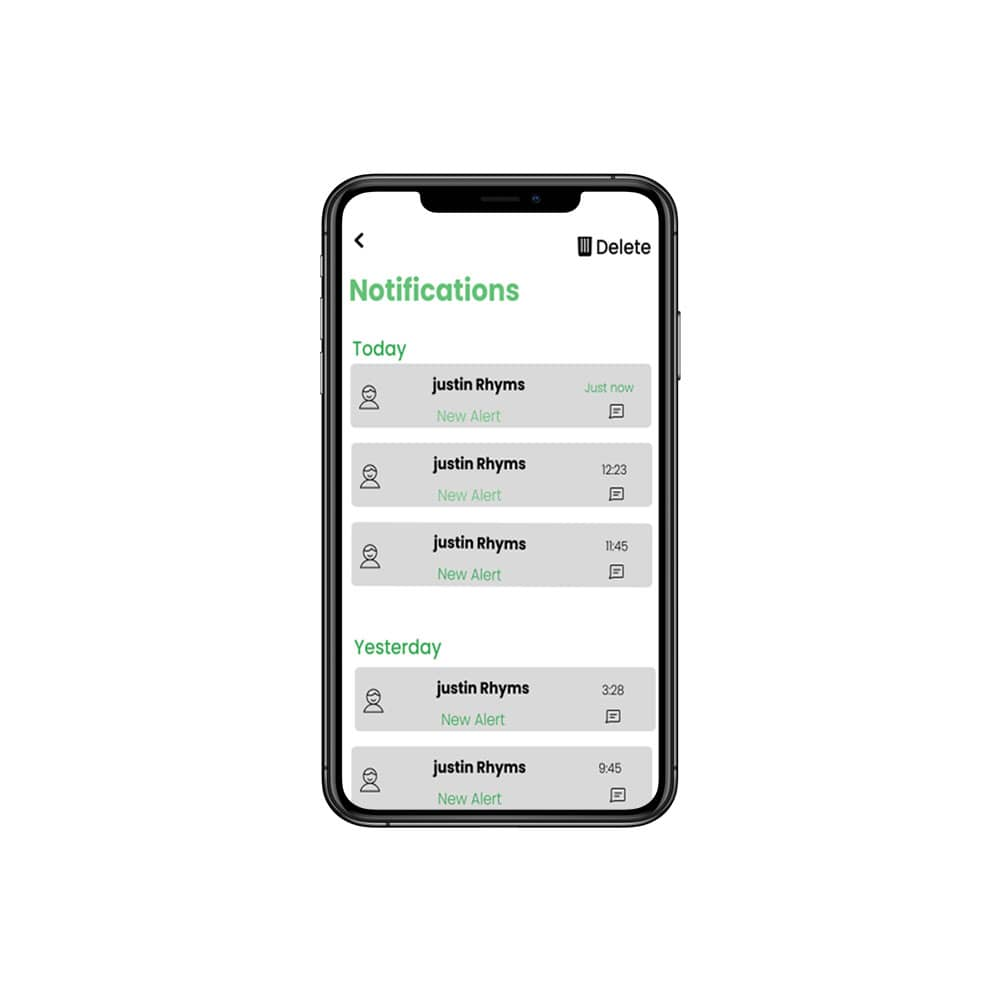 Delete
Notifications
Today
justin Rhyms
Just now
New Alert
justin Rhyms
12:23
New Alert
justin Rhyms
11:45
New Alert
Yesterday
justin Rhyms
3:28
New Alert
justin Rhyms
9:45
New Alert